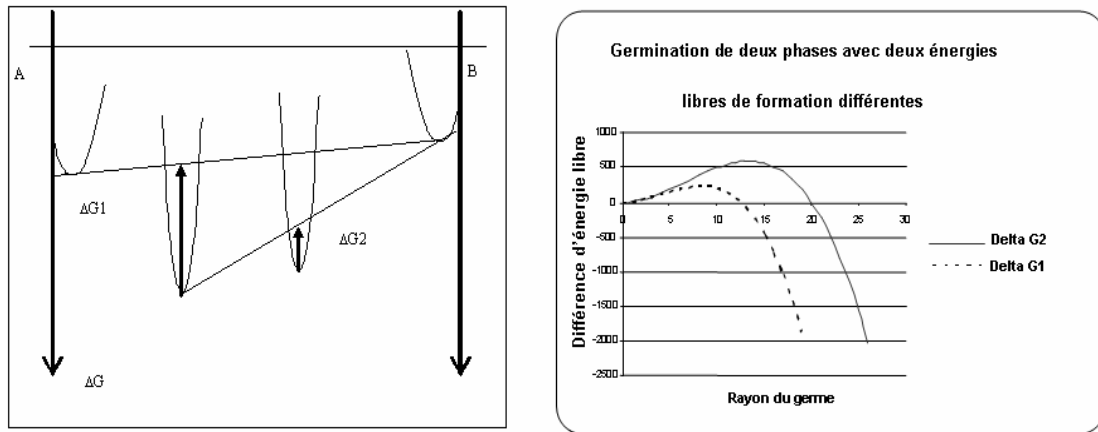 A
B
ΔG1
ΔG2
ΔG
Germination de deux phases avec deux énergies
libres de formation différentes
Différence d'énergie libre
1000
500
0
-500
-1000
-1500
-2000
-2500
0 5 10 15 20 25 30
Rayon du germe
Delta G2
Delta G1